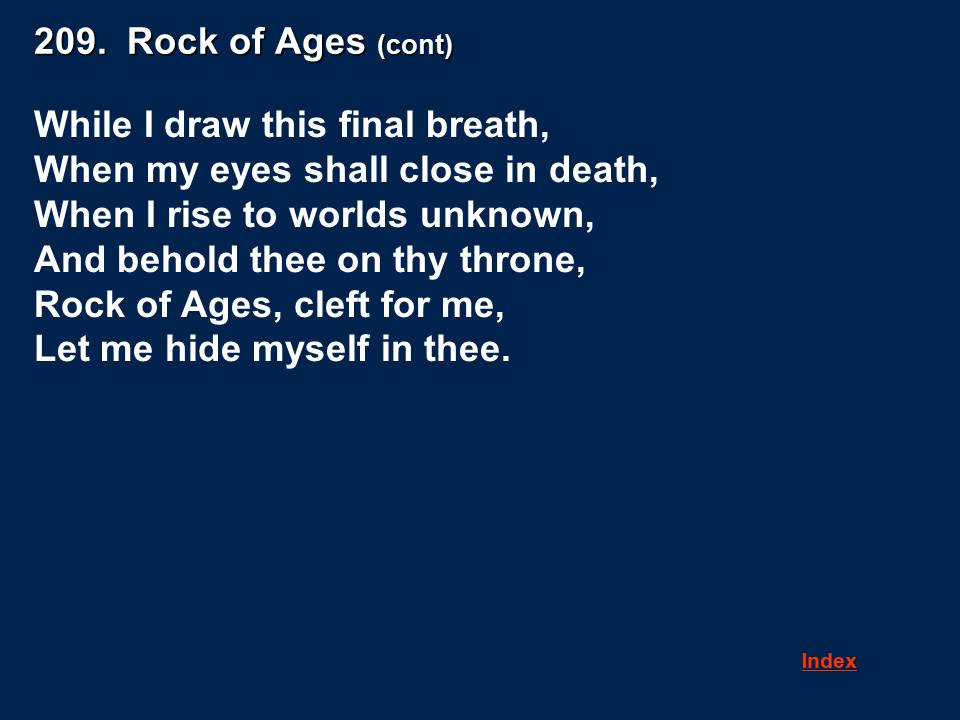 209.  Rock of Ages (cont)
While I draw this final breath,
When my eyes shall close in death,
When I rise to worlds unknown,
And behold thee on thy throne,
Rock of Ages, cleft for me,
Let me hide myself in thee.
Index